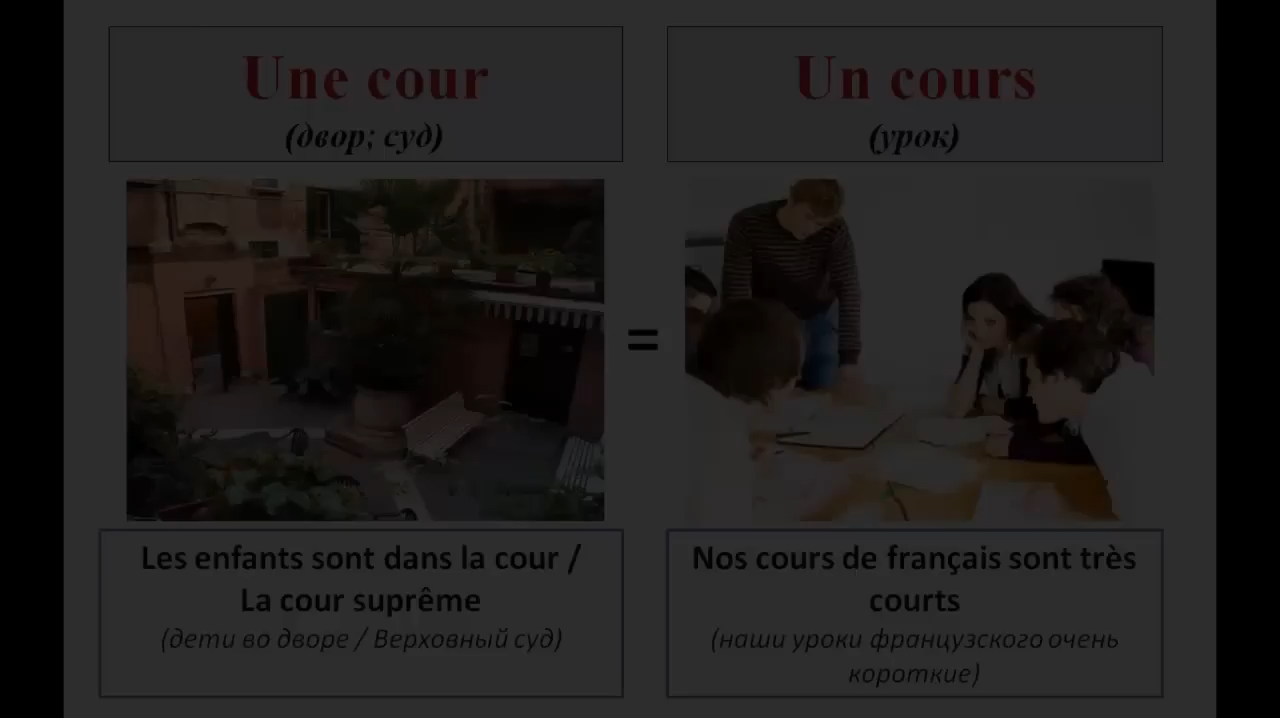 Une cour
(двор; суд)
Un cours
(урок)
=
Les enfants sont dans la cour /
La cour suprême
(дети во дворе / Верховный суд)
Nos cours de français sont très
courts
(наши уроки французского очень
короткие)